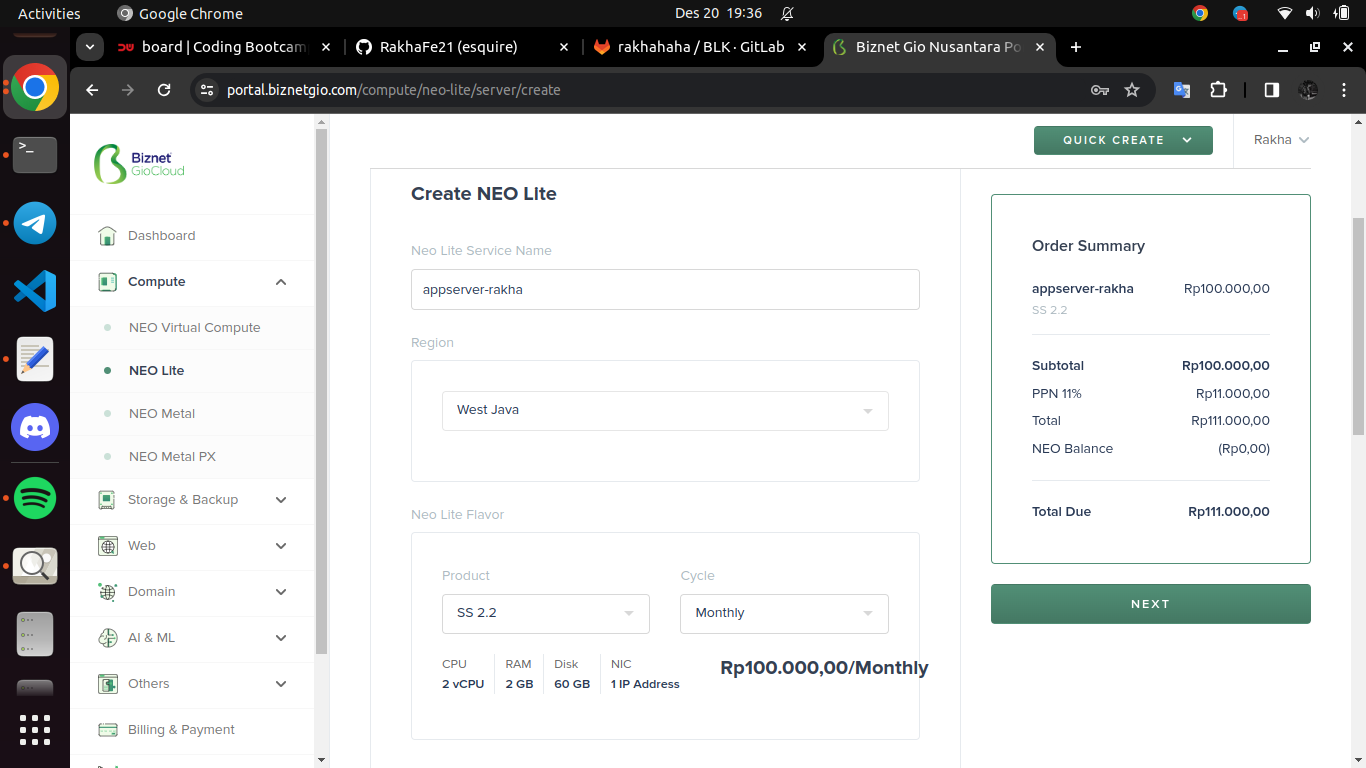 Activities
Google Chrome
Des 20 19:36
board | Coding Bootcam
RakhaFe21 (esquire)
rakhahaha / BLK · GitLab
Biznet Gio Nusantara Po
portal.biznetgio.com/compute/neo-lite/server/create
Biznet
GioCloud
QUICK CREATE
Rakha
Dashboard
Compute
NEO Virtual Compute
NEO Lite
NEO Metal
NEO Metal PX
Storage & Backup
Web
Domain
AI & ML
Others
Billing & Payment
Create NEO Lite
Neo Lite Service Name
appserver-rakha
Region
West Java
Neo Lite Flavor
Product
Cycle
SS 2.2
Monthly
CPU
2 vCPU
RAM
2 GB
Disk
60 GB
NIC
1 IP Address
Rp100.000,00/Monthly
Order Summary
appserver-rakha Rp100.000,00
SS 2.2
Subtotal Rp100.000,00
PPN 11% Rp11.000,00
Total Rp111.000,00
NEO Balance (Rp0,00)
Total Due Rp111.000,00
NEXT